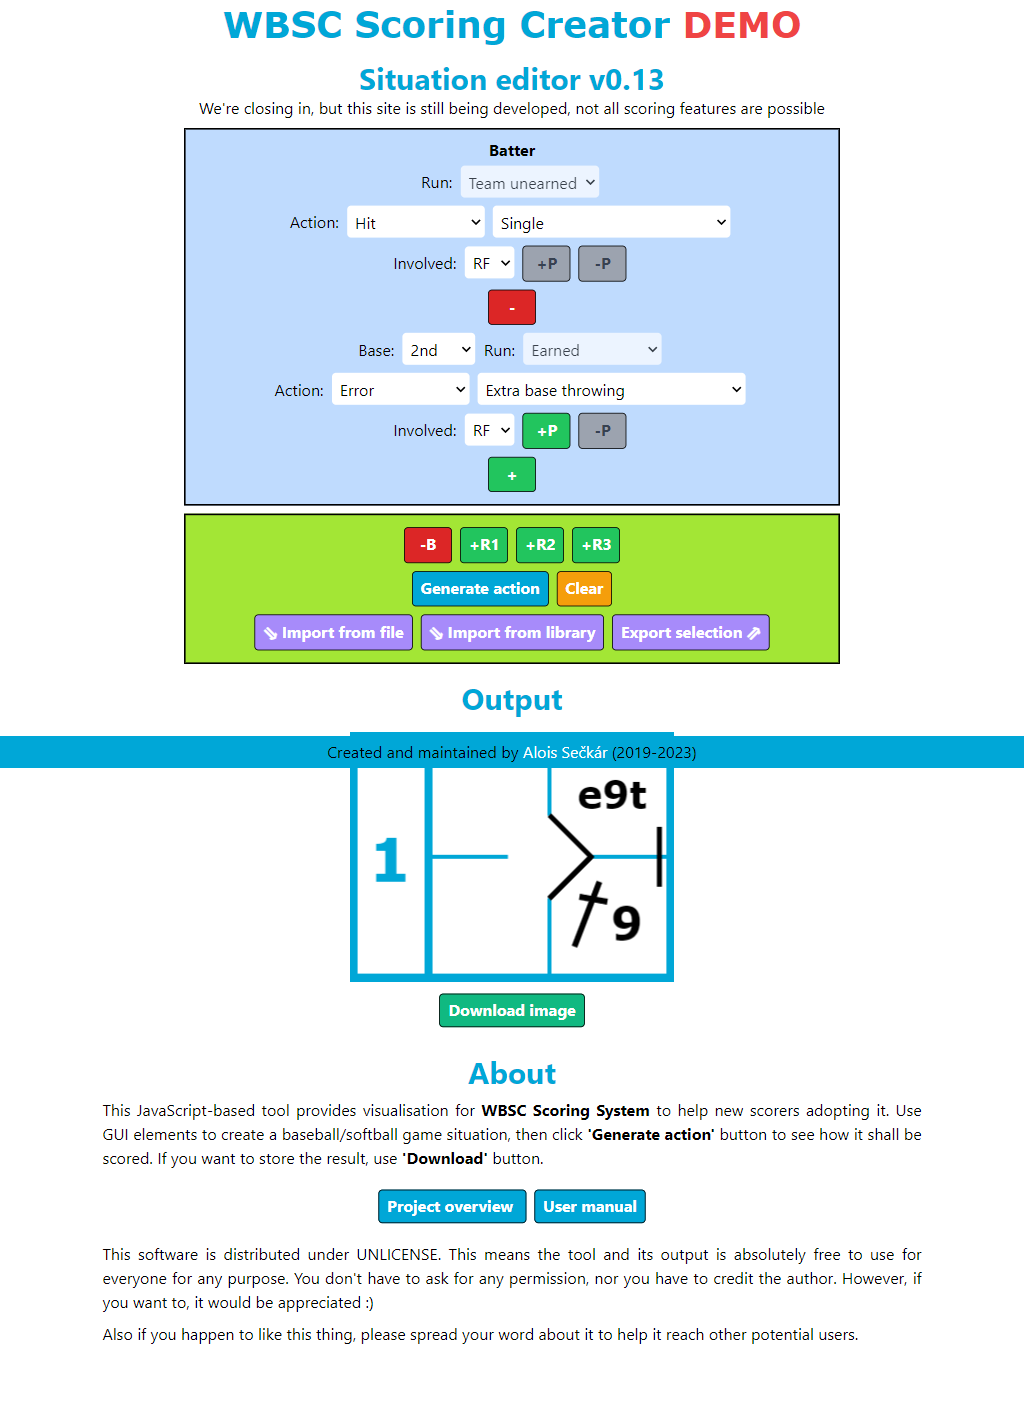 WBSC Scoring Creator DEMO
Situation editor v0.13
We're closing in, but this site is still being developed, not all scoring features are possible
Batter
Run: Team unearned
Action: Hit Single
Involved: RF +P -P
-
Base: 2nd Run: Earned
Action: Error Extra base throwing
Involved: RF +P -P
+
-B +R1 +R2 +R3
Generate action Clear
⇘ Import from file ⇘ Import from library Export selection ⇗
Output
Created and maintained by Alois Sečkár (2019-2023)
e9t
1
9
Download image
About
This JavaScript-based tool provides visualisation for WBSC Scoring System to help new scorers adopting it. Use
GUI elements to create a baseball/softball game situation, then click 'Generate action' button to see how it shall be
scored. If you want to store the result, use 'Download' button.
Project overview User manual
This software is distributed under UNLICENSE. This means the tool and its output is absolutely free to use for
everyone for any purpose. You don't have to ask for any permission, nor you have to credit the author. However, if
you want to, it would be appreciated :)
Also if you happen to like this thing, please spread your word about it to help it reach other potential users.